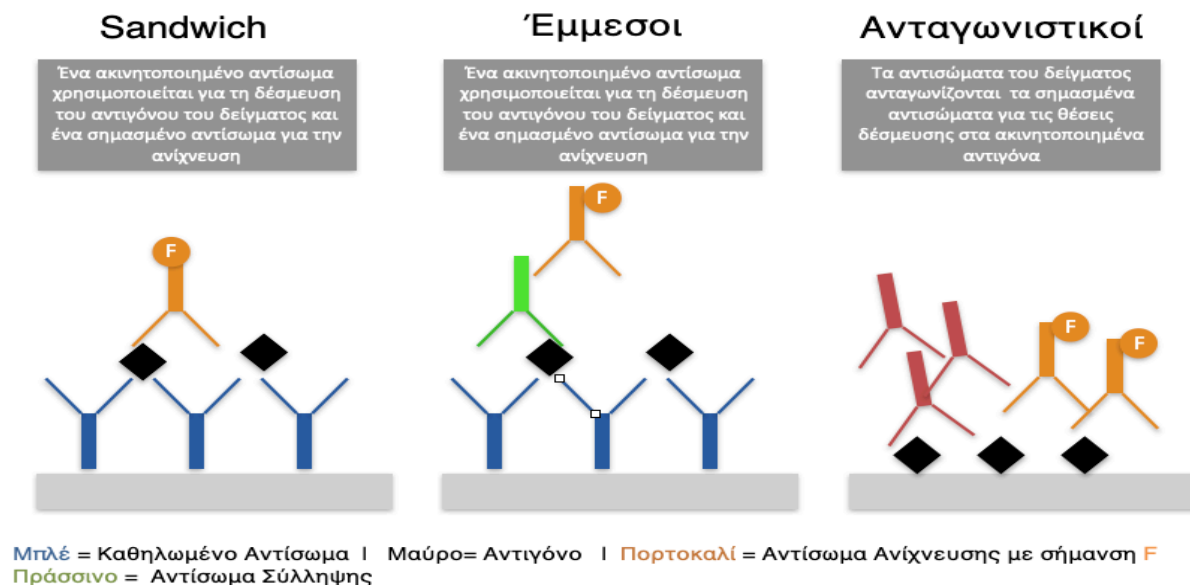 Sandwich
Ένα ακινητοποιημένο αντίσωμα
χρησιμοποιείται για τη δέσμευση
του αντιγόνου του δείγματος και
ένα σημασμένο αντίσωμα για την
ανίχνευση
F
Έμμεσοι
Ένα ακινητοποιημένο αντίσωμα
χρησιμοποιείται για τη δέσμευση
του αντιγόνου του δείγματος και
ένα σημασμένο αντίσωμα για την
ανίχνευση
F
Ανταγωνιστικοί
Τα αντισώματα του δείγματος
ανταγωνίζονται τα σημασμένα
αντισώματα για τις θέσεις
δέσμευσης στα ακινητοποιημένα
αντιγόνα
F
F
Μπλέ = Καθηλωμένο Αντίσωμα Ι Μαύρο= Αντιγόνο Ι Πορτοκαλί = Αντίσωμα Ανίχνευσης με σήμανση F
Πράσσινο = Αντίσωμα Σύλληψης